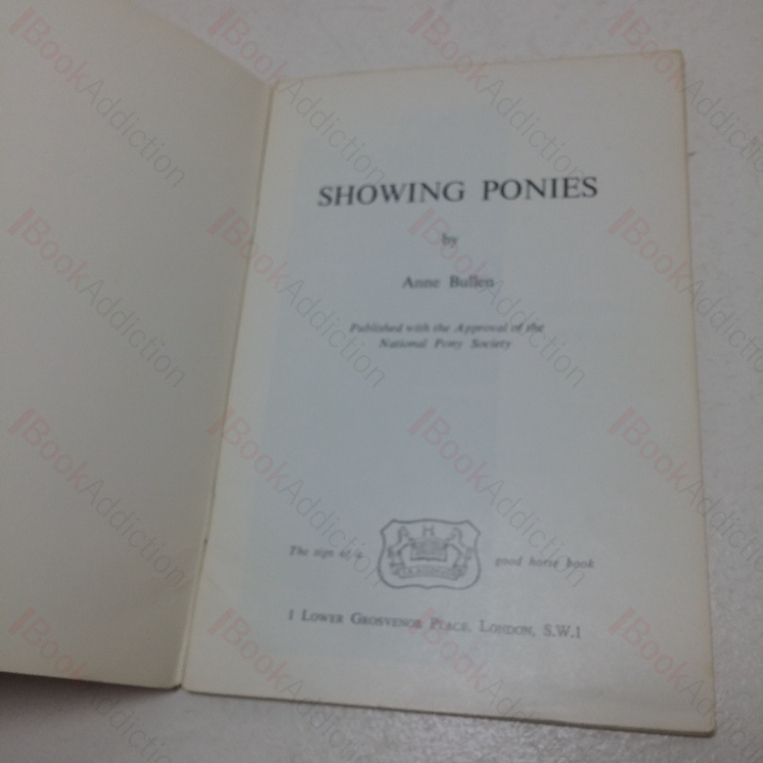 SHOWING PONIES
by
Anne Bullen
Published with the Approval of the
National Pony Society
The sign of a good horse book
1 LOWER GROSVENOR PLACE, LONDON, S.W.1
BookAddiction